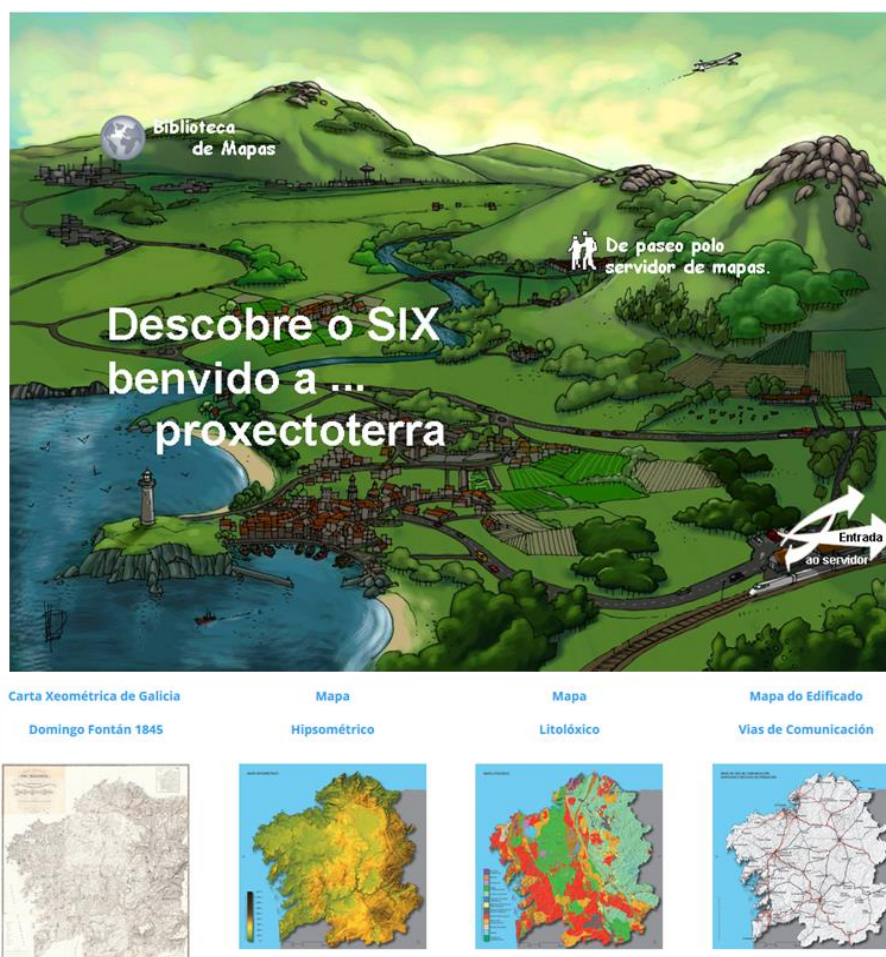 Biblioteca
de Mapas
De paseo polo
servidor de mapas.
Descobre o SIX
benvido a ...
proxectoterra
Entrada
ao servidor
Carta Xeométrica de Galicia
Domingo Fontán 1845
Mapa
Hipsométrico
Mapa
Litolóxico
Mapa do Edificado
Vias de Comunicación